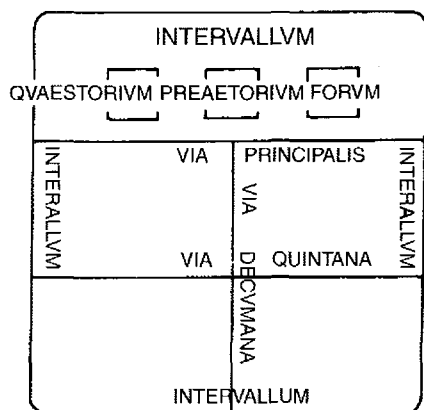 INTERVALLVM
QVAESTORIVM PREAETORIVM FORVM
VIA PRINCIPALIS
INTERALLVM
VIA
INTERALLVM
VIA QUINTANA
DECVMANA
INTERVALLUM